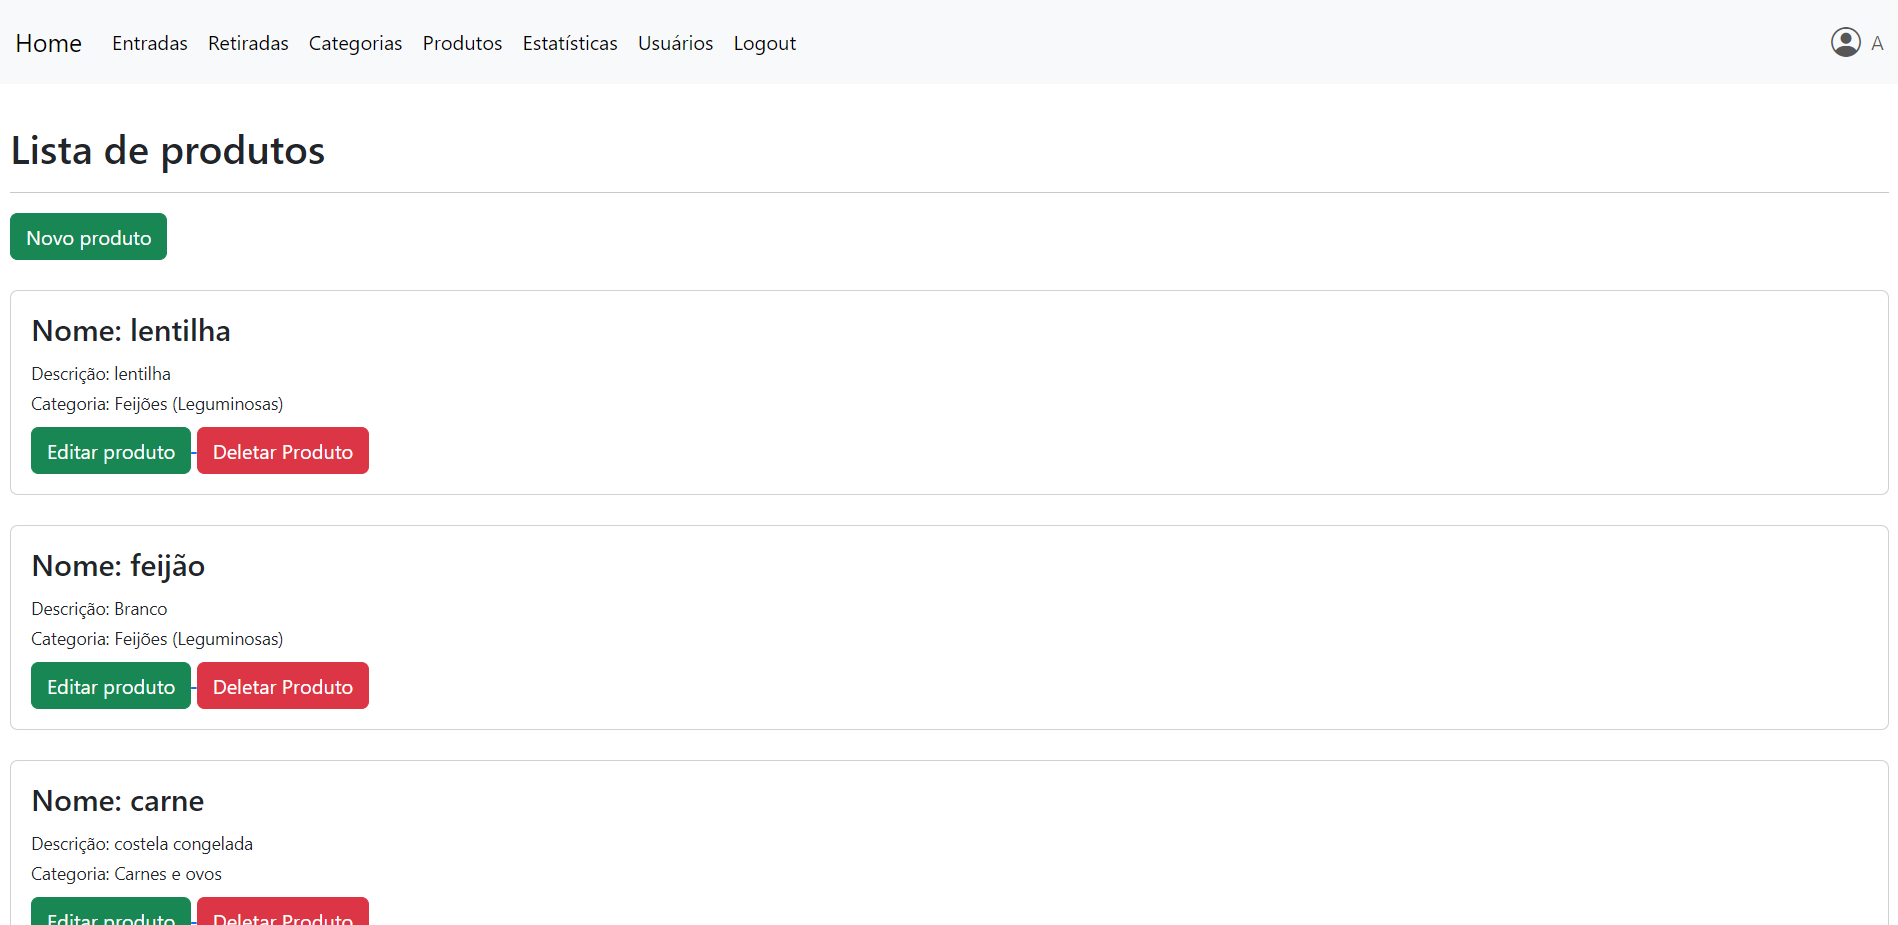 Home Entradas Retiradas Categorias Produtos Estatísticas Usuários Logout A
Lista de produtos
Novo produto
Nome: lentilha
Descrição: lentilha
Categoria: Feijões (Leguminosas)
Editar produto Deletar Produto
Nome: feijão
Descrição: Branco
Categoria: Feijões (Leguminosas)
Editar produto Deletar Produto
Nome: carne
Descrição: costela congelada
Categoria: Carnes e ovos
Editar produto Deletar Produto